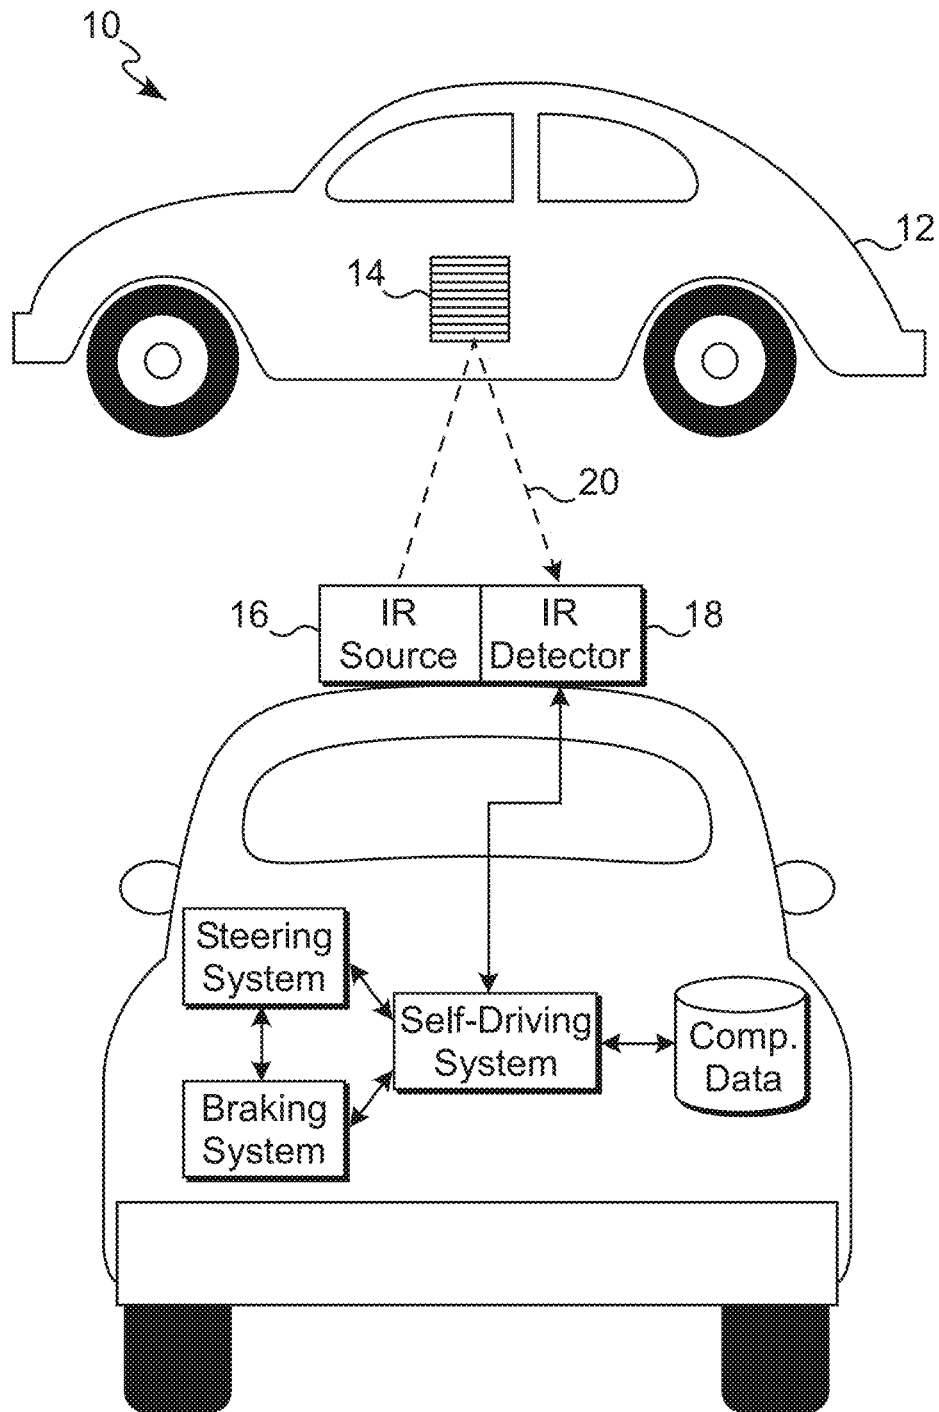 10
12
14
20
16
IR
Source
IR
Detector
18
Steering
System
Self-Driving
System
Comp.
Data
Braking
System